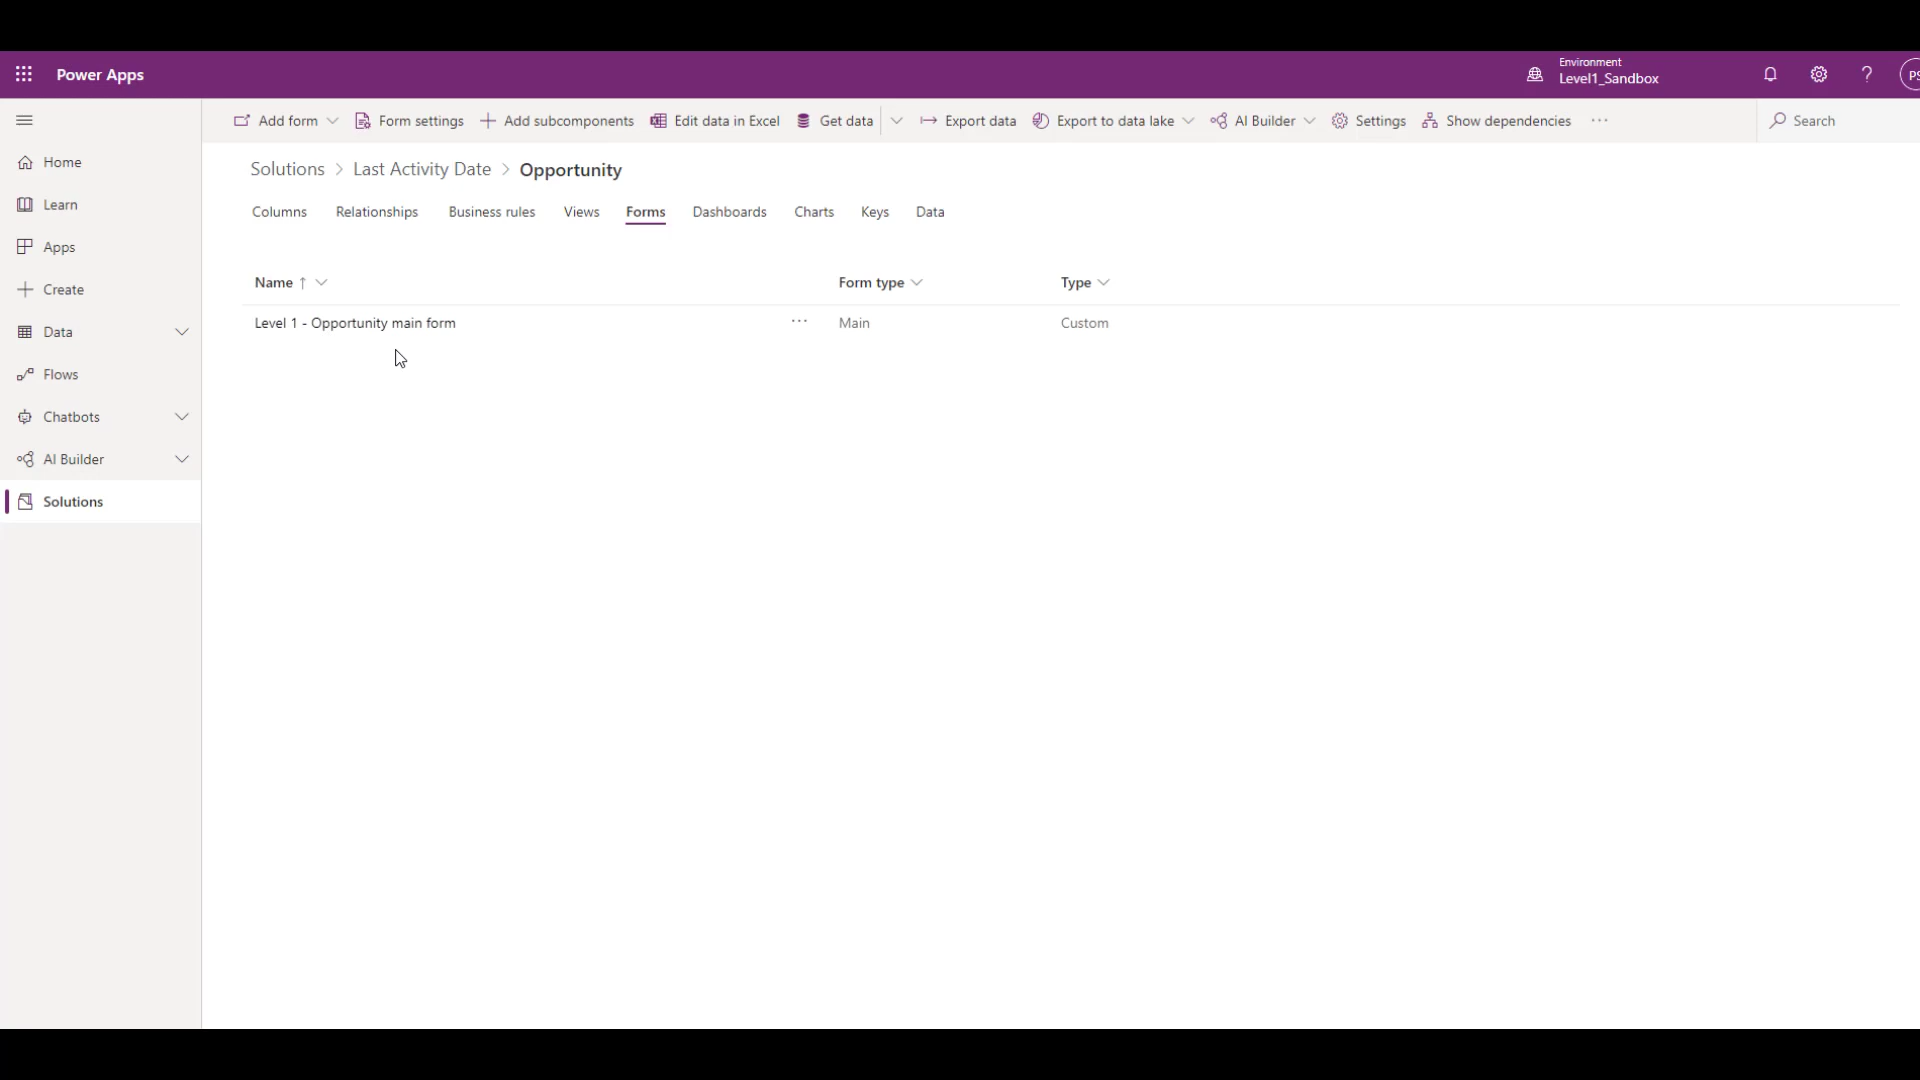 Power Apps
Environment
Level1_Sandbox
?
PS
Add form
Form settings
Add subcomponents
Edit data in Excel
Get data
Export data
Export to data lake
AI Builder
Settings
Show dependencies
...
Search
Home
Learn
Apps
Create
Data
Flows
Chatbots
AI Builder
Solutions
Solutions > Last Activity Date > Opportunity
Columns Relationships Business rules Views Forms Dashboards Charts Keys Data
Name ↑ Form type Type
Level 1 - Opportunity main form ... Main Custom